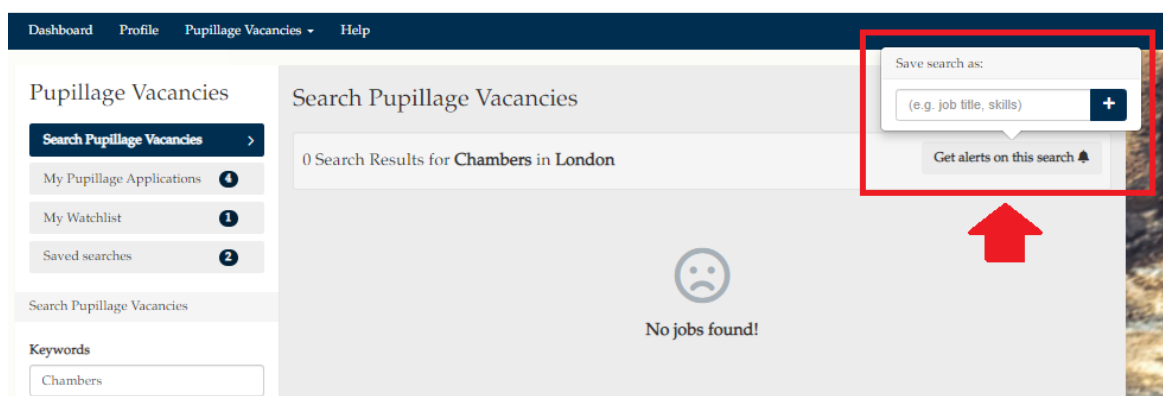 Dashboard Profile Pupillage Vacancies Help
Pupillage Vacancies
Search Pupillage Vacancies
My Pupillage Applications 4
My Watchlist 1
Saved searches 2
Search Pupillage Vacancies
Keywords
Chambers
Search Pupillage Vacancies
Save search as:
(e.g. job title, skills) +
0 Search Results for Chambers in London
Get alerts on this search
No jobs found!